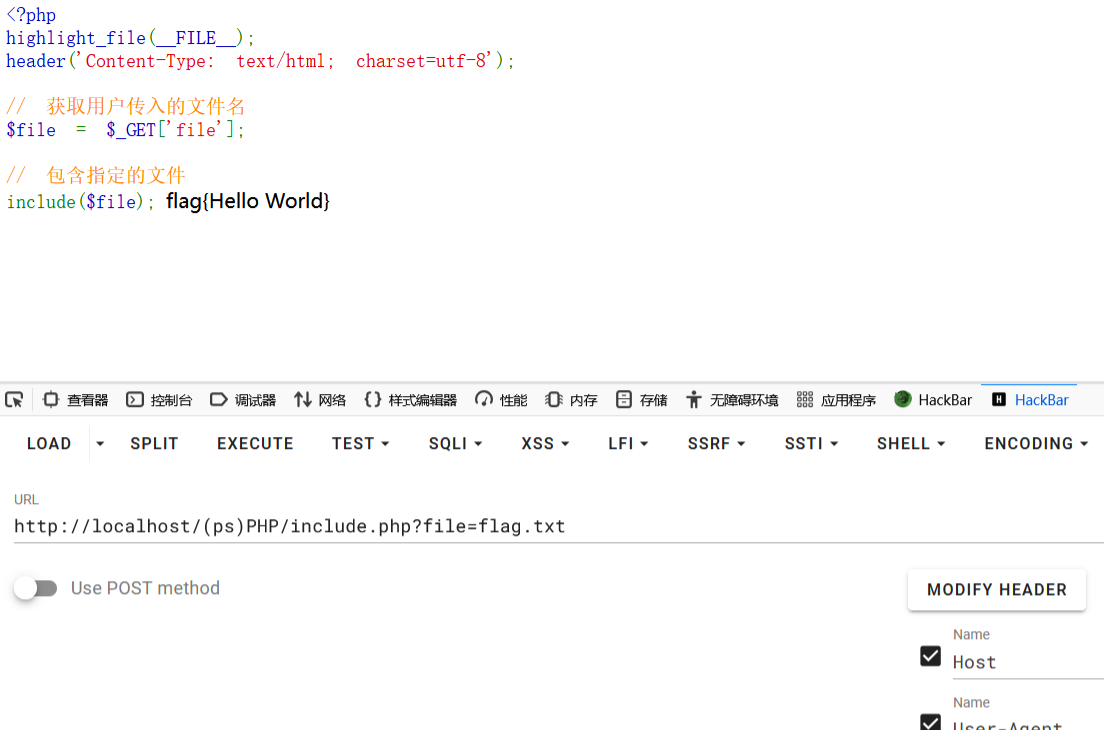 <?php
highlight_file(__FILE__);
header('Content-Type: text/html; charset=utf-8');
// 获取用户传入的文件名
$file = $_GET['file'];
// 包含指定的文件
include($file); flag{Hello World}
查看器 控制台 调试器 网络 样式编辑器 性能 内存 存储 无障碍环境 应用程序 HackBar H HackBar
LOAD SPLIT EXECUTE TEST SQLI XSS LFI SSRF SSTI SHELL ENCODING
URL
http://localhost/(ps)PHP/include.php?file=flag.txt
Use POST method
MODIFY HEADER
Name
Host
Name
User-Agent